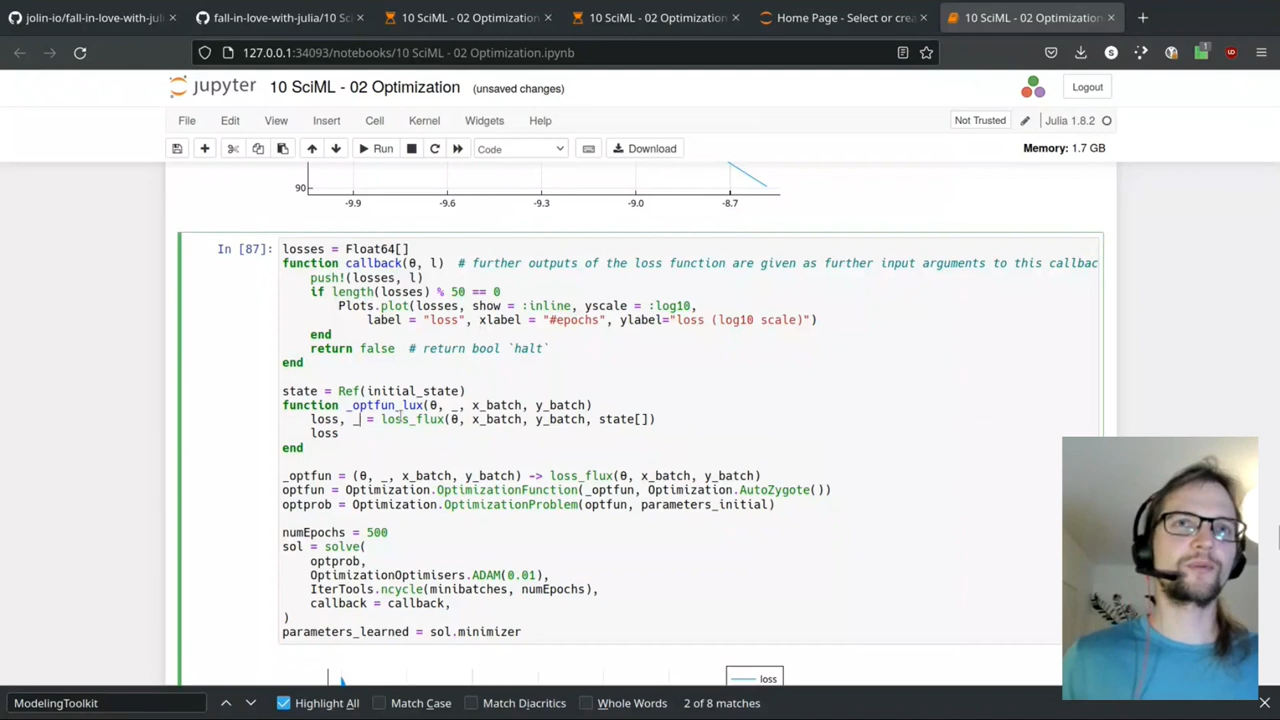 jolin-io/fall-in-love-with-juli
fall-in-love-with-julia/10 S
10 SciML - 02 Optimization
10 SciML - 02 Optimization
Home Page - Select or crea
10 SciML - 02 Optimization
127.0.0.1:34093/notebooks/10 SciML - 02 Optimization.ipynb
jupyter 10 SciML - 02 Optimization (unsaved changes)
Logout
File Edit View Insert Cell Kernel Widgets Help
Not Trusted
Julia 1.8.2
Run
Code
Download
Memory: 1.7 GB
90
-9.9 -9.6 -9.3 -9.0 -8.7
In [87]:
losses = Float64[]
function callback(θ, l)  # further outputs of the loss function are given as further input arguments to this callbac
push!(losses, l)
if length(losses) % 50 == 0
Plots.plot(losses, show = :inline, yscale = :log10,
label = "loss", xlabel = "#epochs", ylabel="loss (log10 scale)")
end
return false  # return bool `halt`
end
state = Ref(initial_state)
function _optfun_lux(θ, _, x_batch, y_batch)
loss, _ = loss_flux(θ, x_batch, y_batch, state[])
loss
end
_optfun = (θ, _, x_batch, y_batch) -> loss_flux(θ, x_batch, y_batch)
optfun = Optimization.OptimizationFunction(_optfun, Optimization.AutoZygote())
optprob = Optimization.OptimizationProblem(optfun, parameters_initial)
numEpochs = 500
sol = solve(
optprob,
OptimizationOptimisers.ADAM(0.01),
IterTools.ncycle(minibatches, numEpochs),
callback = callback,
)
parameters_learned = sol.minimizer
loss
ModelingToolkit
Highlight All
Match Case
Match Diacritics
Whole Words
2 of 8 matches